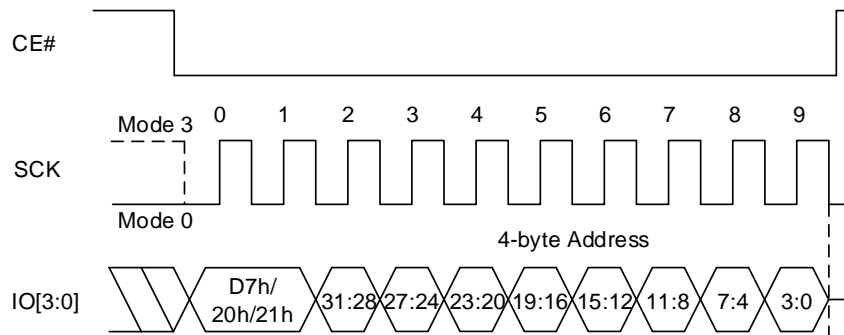 CE#
0 1 2 3 4 5 6 7 8 9
Mode 3
SCK
Mode 0
4-byte Address
IO[3:0]
D7h/
20h/21h
31:28 27:24 23:20 19:16 15:12 11:8 7:4 3:0